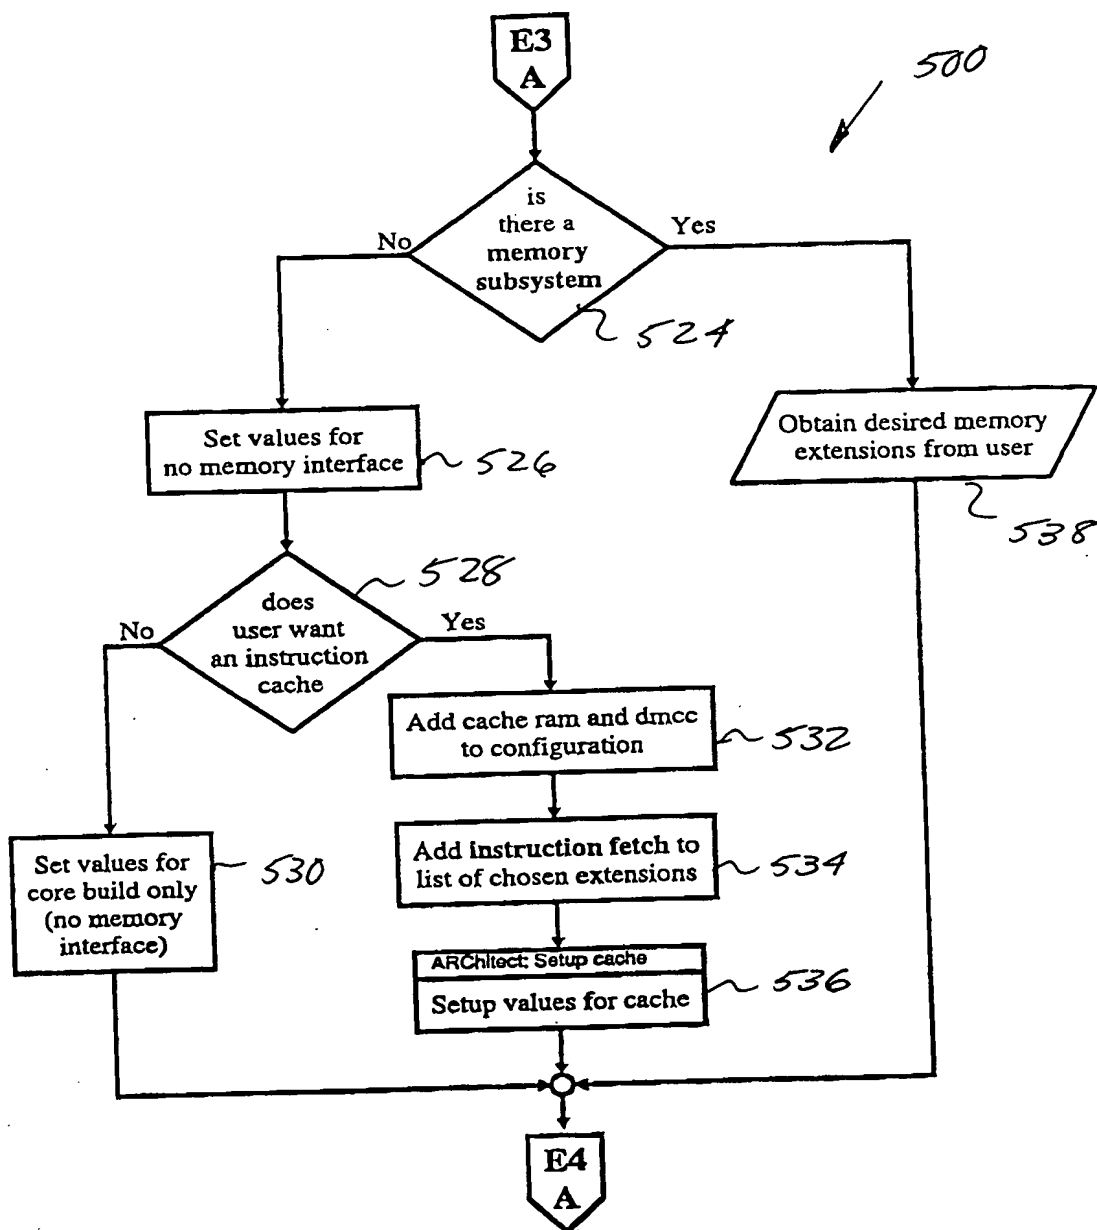 E3
A
500
is
there a
memory
subsystem
No
Yes
524
Set values for
no memory interface
526
Obtain desired memory
extensions from user
538
does
user want
an instruction
cache
528
No
Yes
Add cache ram and dmcc
to configuration
532
Add instruction fetch to
list of chosen extensions
534
Set values for
core build only
(no memory
interface)
530
ARChitect: Setup cache
Setup values for cache
536
E4
A